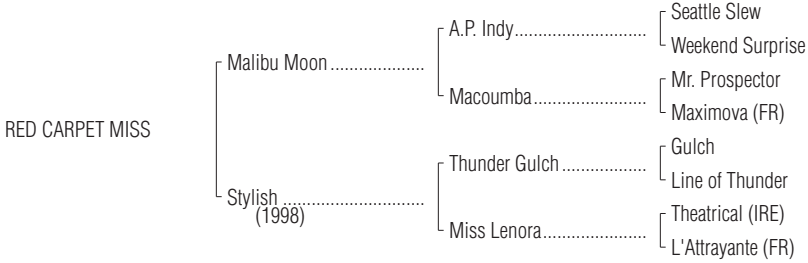 Seattle Slew
A.P. Indy
Weekend Surprise
Malibu Moon
Mr. Prospector
Macoumba
Maximova (FR)
RED CARPET MISS
Gulch
Thunder Gulch
Line of Thunder
Stylish
(1998)
Theatrical (IRE)
Miss Lenora
L'Attrayante (FR)